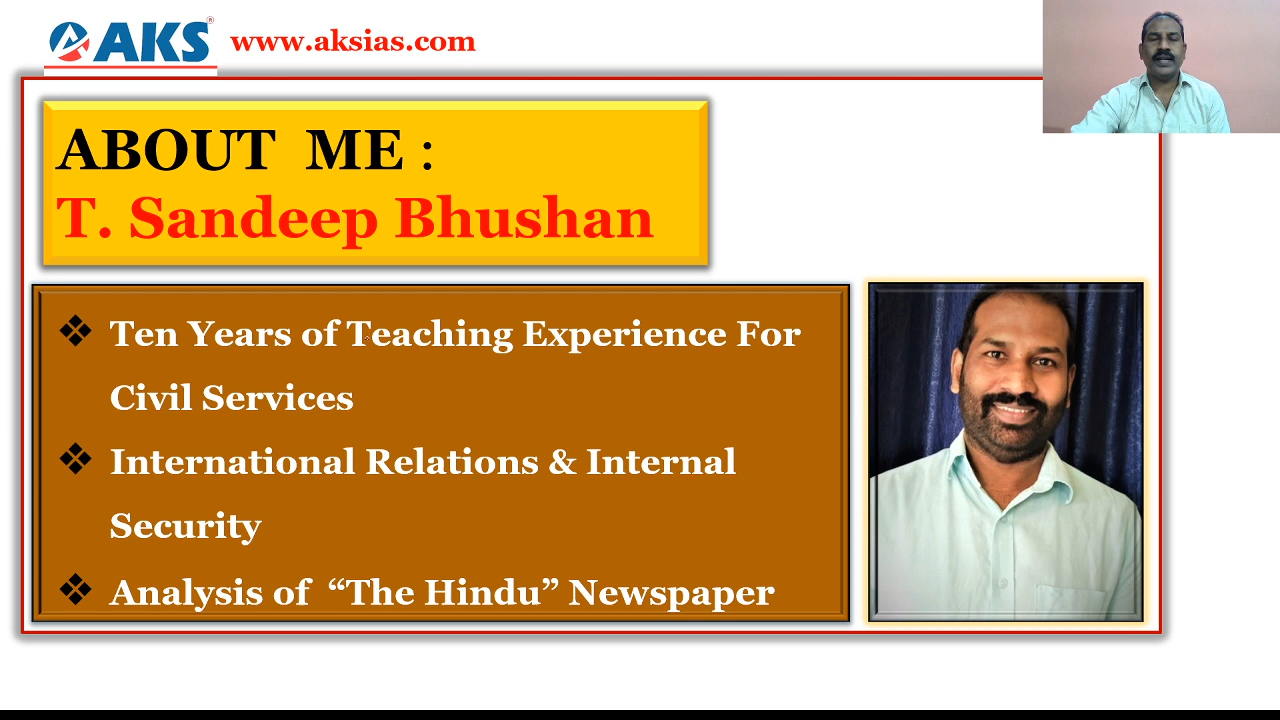 AKS® www.aksias.com
ABOUT ME :
T. Sandeep Bhushan
❖ Ten Years of Teaching Experience For
Civil Services
❖ International Relations & Internal
Security
❖ Analysis of “The Hindu” Newspaper